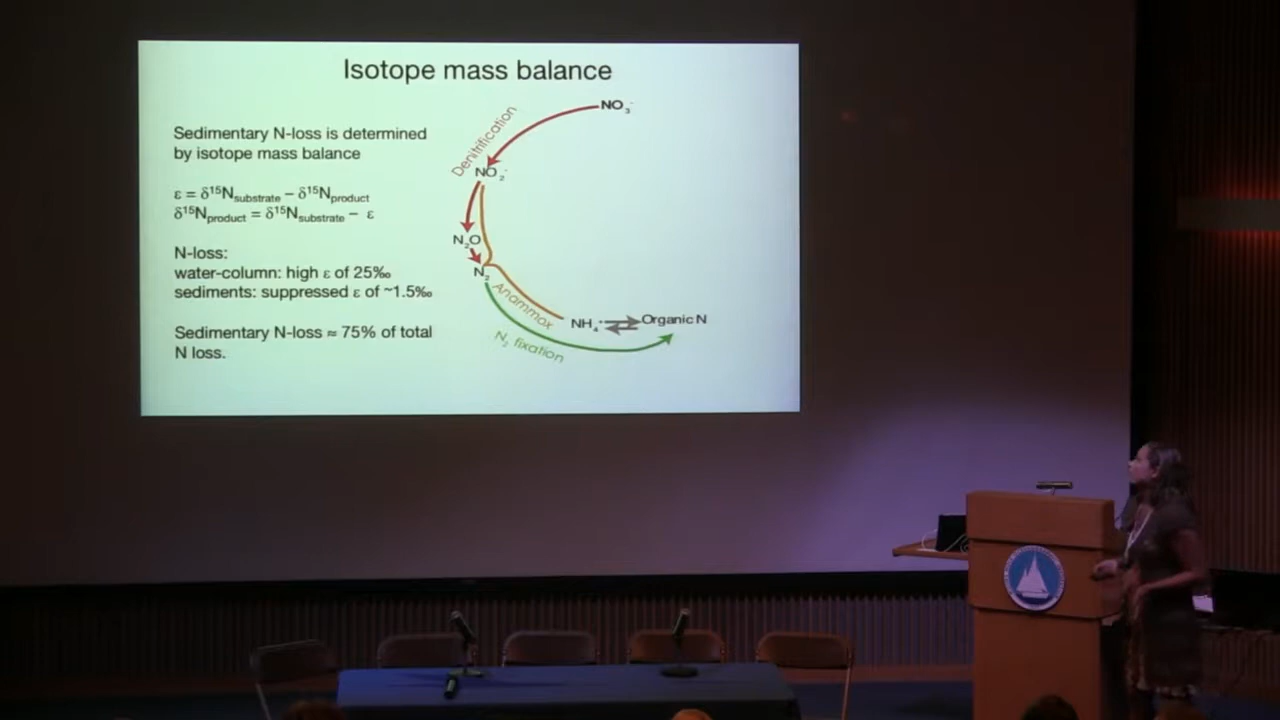 Isotope mass balance
Sedimentary N-loss is determined
by isotope mass balance
ε = δ¹⁵Nsubstrate − δ¹⁵Nproduct
δ¹⁵Nproduct = δ¹⁵Nsubstrate − ε
N-loss:
water-column: high ε of 25‰
sediments: suppressed ε of ~1.5‰
Sedimentary N-loss ≈ 75% of total
N loss.
NO₃⁻
Denitrification
NO₂⁻
N₂O
N₂
Anammox
NH₄⁺
Organic N
N₂ fixation